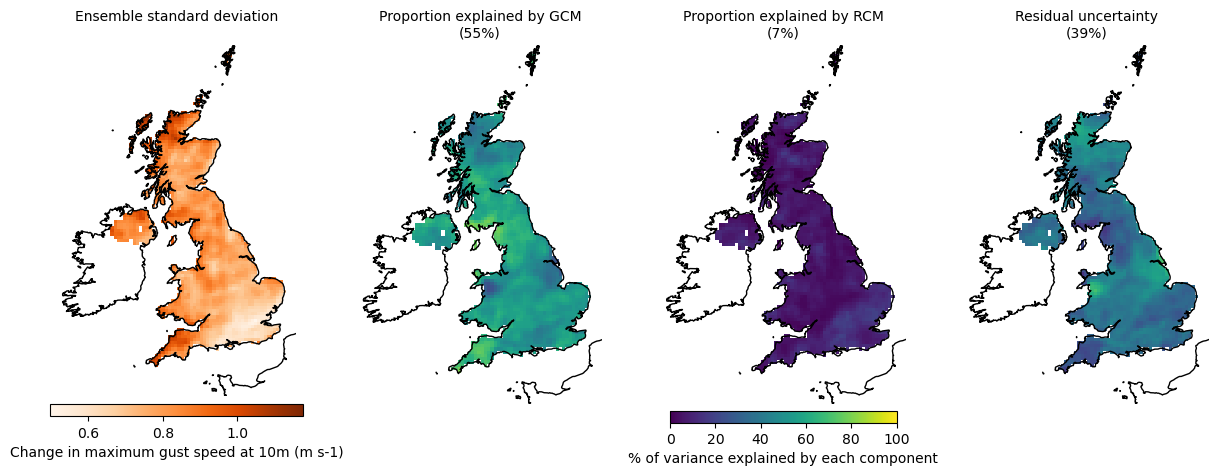 Ensemble standard deviation
Proportion explained by GCM
(55%)
Proportion explained by RCM
(7%)
Residual uncertainty
(39%)
0.6 0.8 1.0
Change in maximum gust speed at 10m (m s-1)
0 20 40 60 80 100
% of variance explained by each component